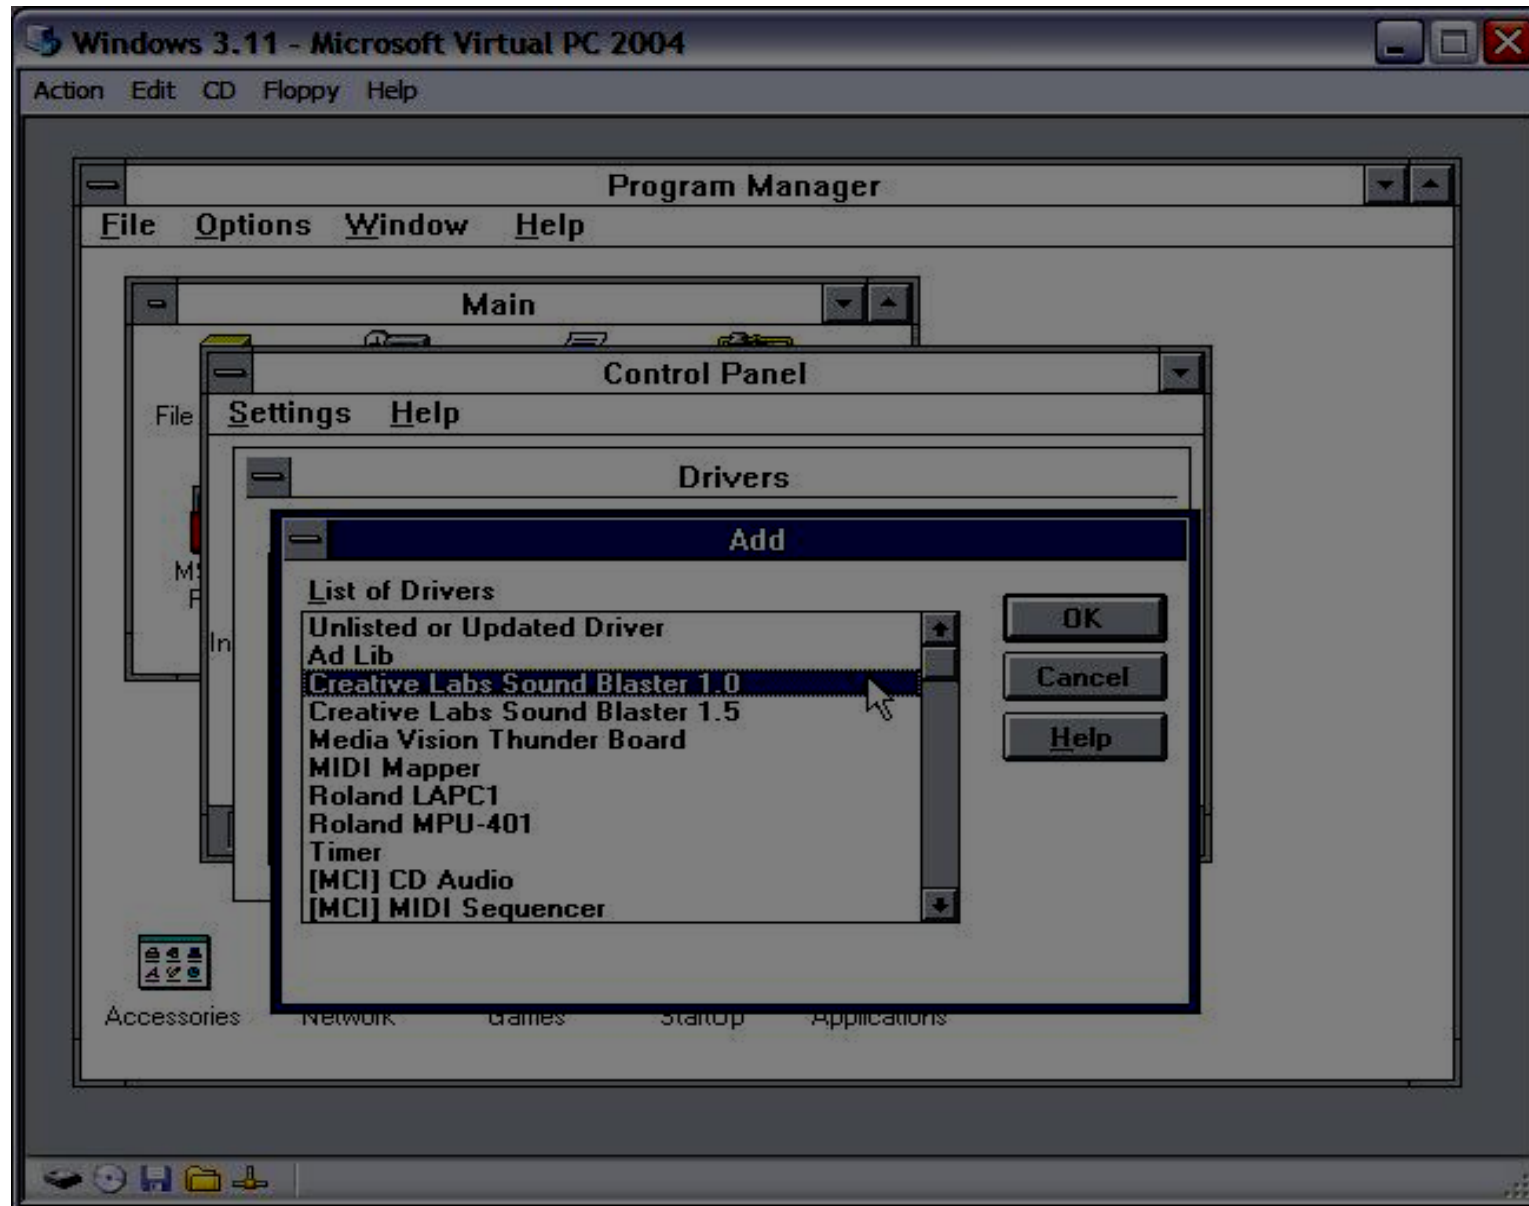 Windows 3.11 - Microsoft Virtual PC 2004
Action Edit CD Floppy Help
Program Manager
File Options Window Help
Main
Control Panel
File
Settings Help
Drivers
Add
List of Drivers
Unlisted or Updated Driver
Ad Lib
Creative Labs Sound Blaster 1.0
Creative Labs Sound Blaster 1.5
Media Vision Thunder Board
MIDI Mapper
Roland LAPC1
Roland MPU-401
Timer
[MCI] CD Audio
[MCI] MIDI Sequencer
OK
Cancel
Help
Accessories Network Games StartUp Applications